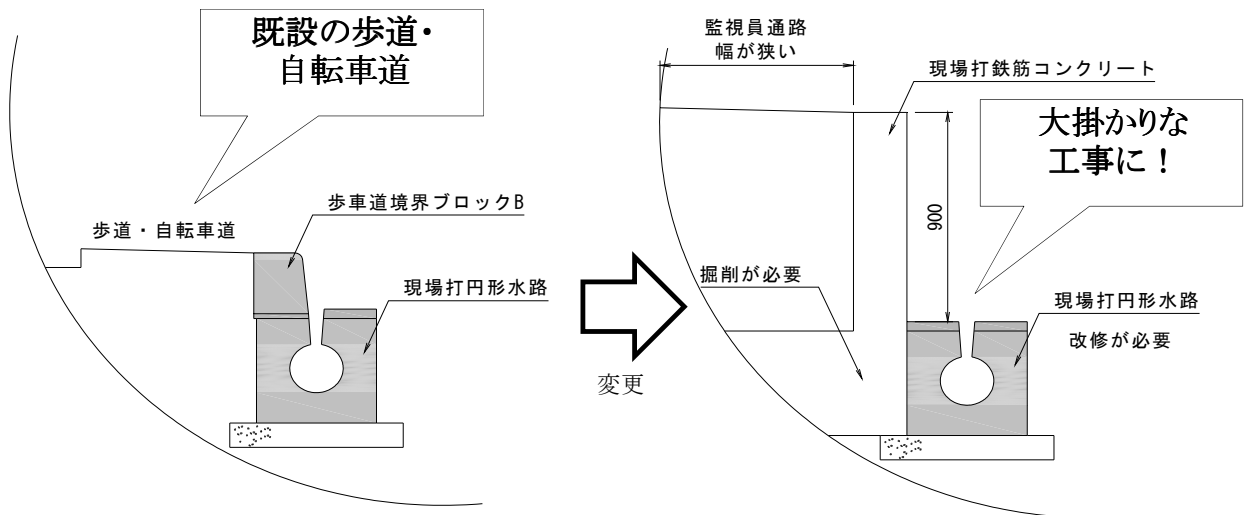 既設の歩道・
自転車道
歩車道境界ブロックB
歩道・自転車道
現場打円形水路
変更
監視員通路
幅が狭い
現場打鉄筋コンクリート
大掛かりな
工事に!
900
掘削が必要
現場打円形水路
改修が必要